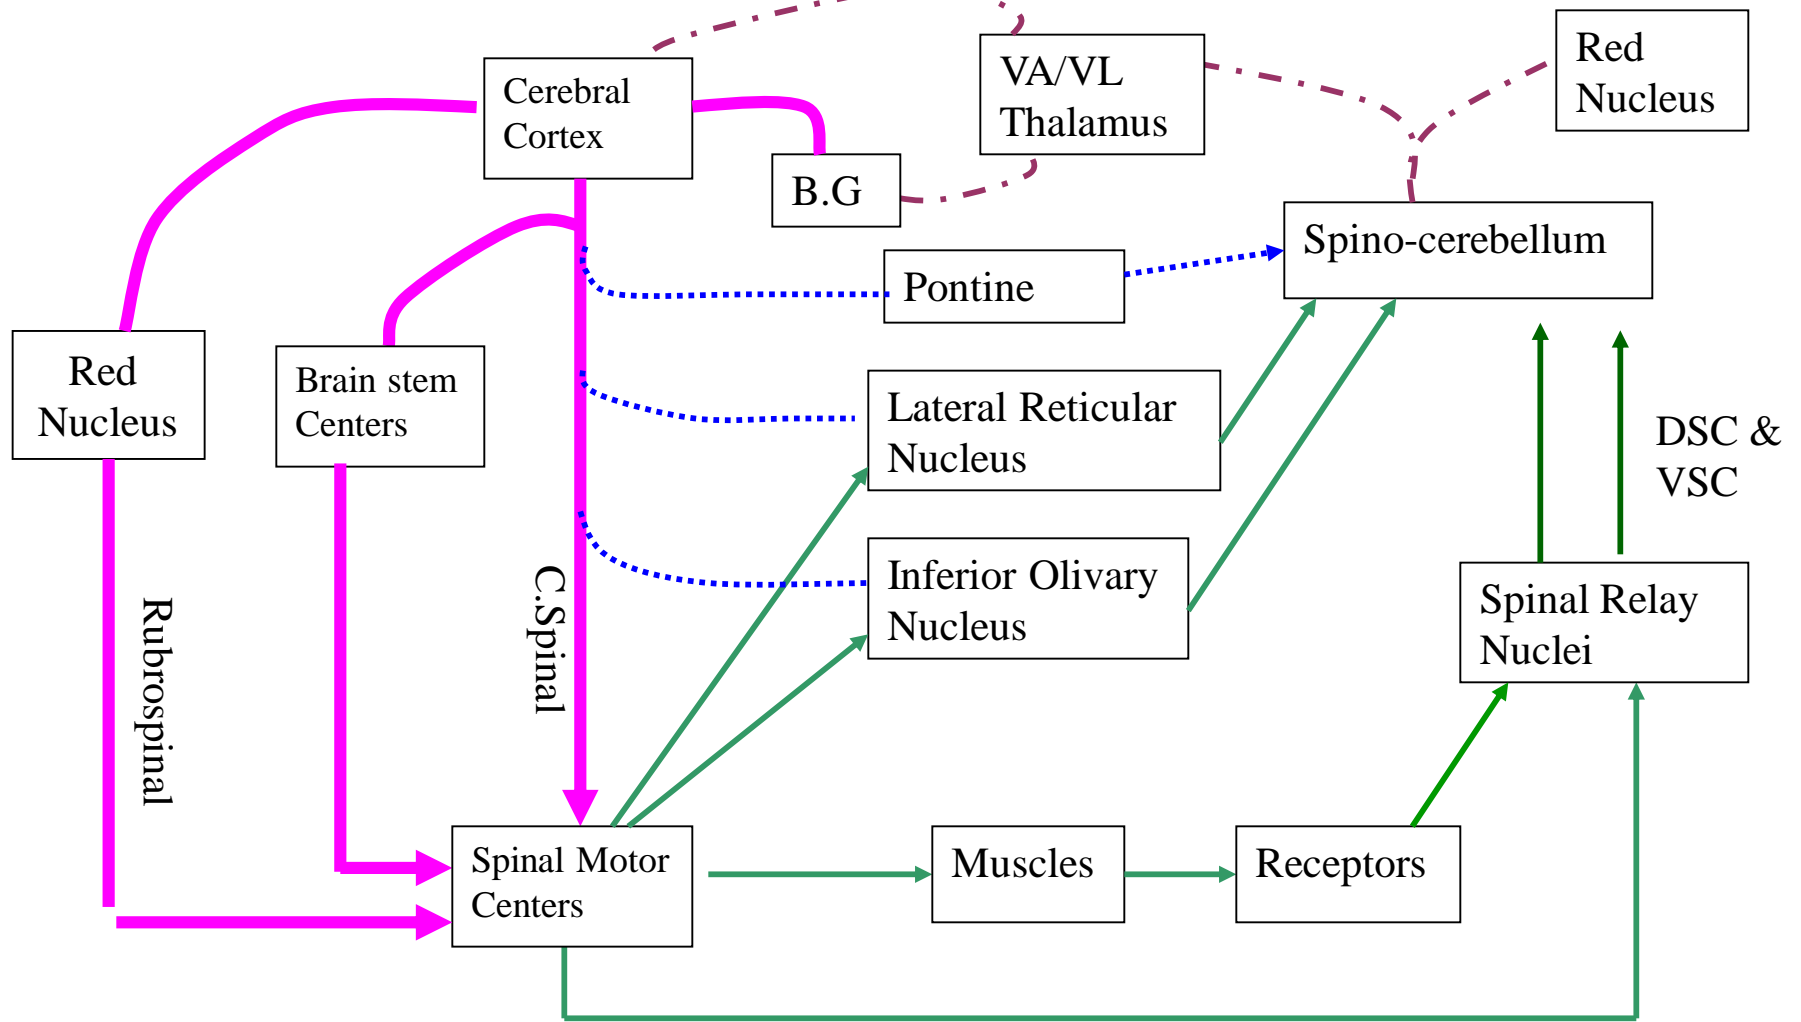 Cerebral
Cortex
VA/VL
Thalamus
Red
Nucleus
B.G
Spino-cerebellum
Pontine
Red
Nucleus
Brain stem
Centers
Lateral Reticular
Nucleus
DSC &
VSC
Inferior Olivary
Nucleus
Spinal Relay
Nuclei
Rubrospinal
C.Spinal
Spinal Motor
Centers
Muscles
Receptors